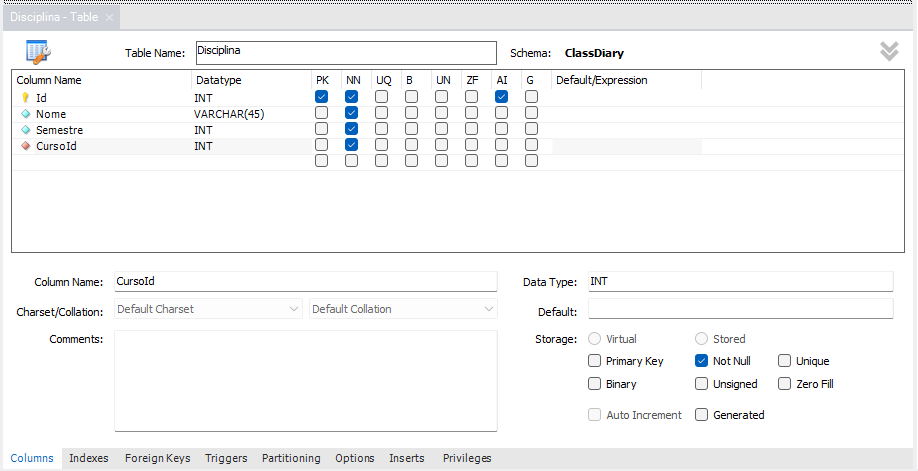 Disciplina - Table ×
Table Name: Disciplina Schema: ClassDiary
Column Name Datatype PK NN UQ B UN ZF AI G Default/Expression
Id INT
Nome VARCHAR(45)
Semestre INT
CursoId INT
Column Name: CursoId Data Type: INT
Charset/Collation: Default Charset Default Collation Default:
Comments: Storage: Virtual Stored
Primary Key Not Null Unique
Binary Unsigned Zero Fill
Auto Increment Generated
Columns Indexes Foreign Keys Triggers Partitioning Options Inserts Privileges